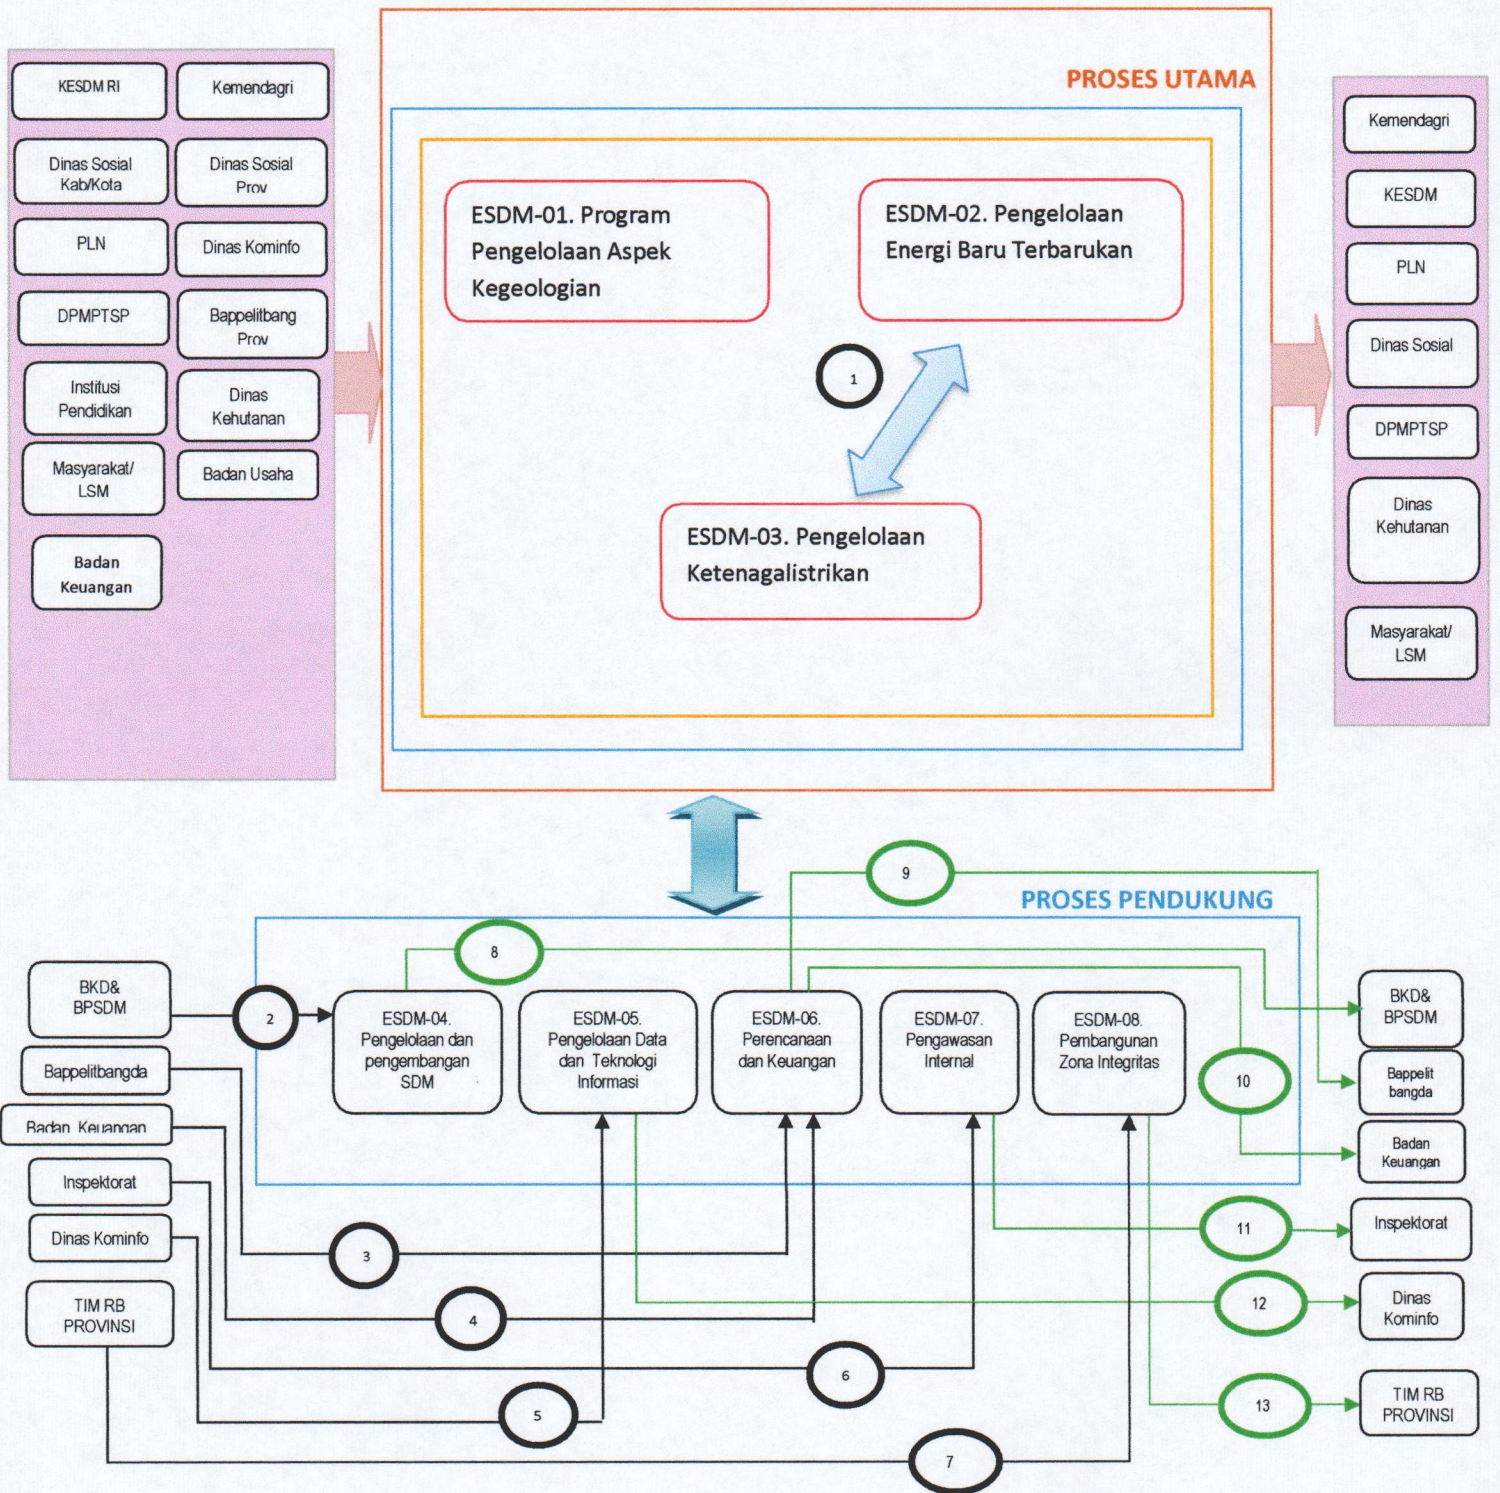 PROSES UTAMA
KESDM RI
Kemendagri
Dinas Sosial
Kab/Kota
Dinas Sosial
Prov
PLN
Dinas Kominfo
DPMPTSP
Bappelitbang
Prov
Institusi
Pendidikan
Dinas
Kehutanan
Masyarakat/
LSM
Badan Usaha
Badan
Keuangan
ESDM-01. Program
Pengelolaan Aspek
Kegeologian
ESDM-02. Pengelolaan
Energi Baru Terbarukan
1
ESDM-03. Pengelolaan
Ketenagalistrikan
Kemendagri
KESDM
PLN
Dinas Sosial
DPMPTSP
Dinas
Kehutanan
Masyarakat/
LSM
9
PROSES PENDUKUNG
8
BKD&
BPSDM
2
Bappelitbangda
Badan Keuangan
Inspektorat
Dinas Kominfo
TIM RB
PROVINSI
ESDM-04.
Pengelolaan dan
pengembangan
SDM
ESDM-05.
Pengelolaan Data
dan Teknologi
Informasi
ESDM-06.
Perencanaan
dan Keuangan
ESDM-07.
Pengawasan
Internal
ESDM-08.
Pembangunan
Zona Integritas
10
BKD&
BPSDM
Bappelit
bangda
Badan
Keuangan
3
11
Inspektorat
4
12
Dinas
Kominfo
6
5
13
TIM RB
PROVINSI
7